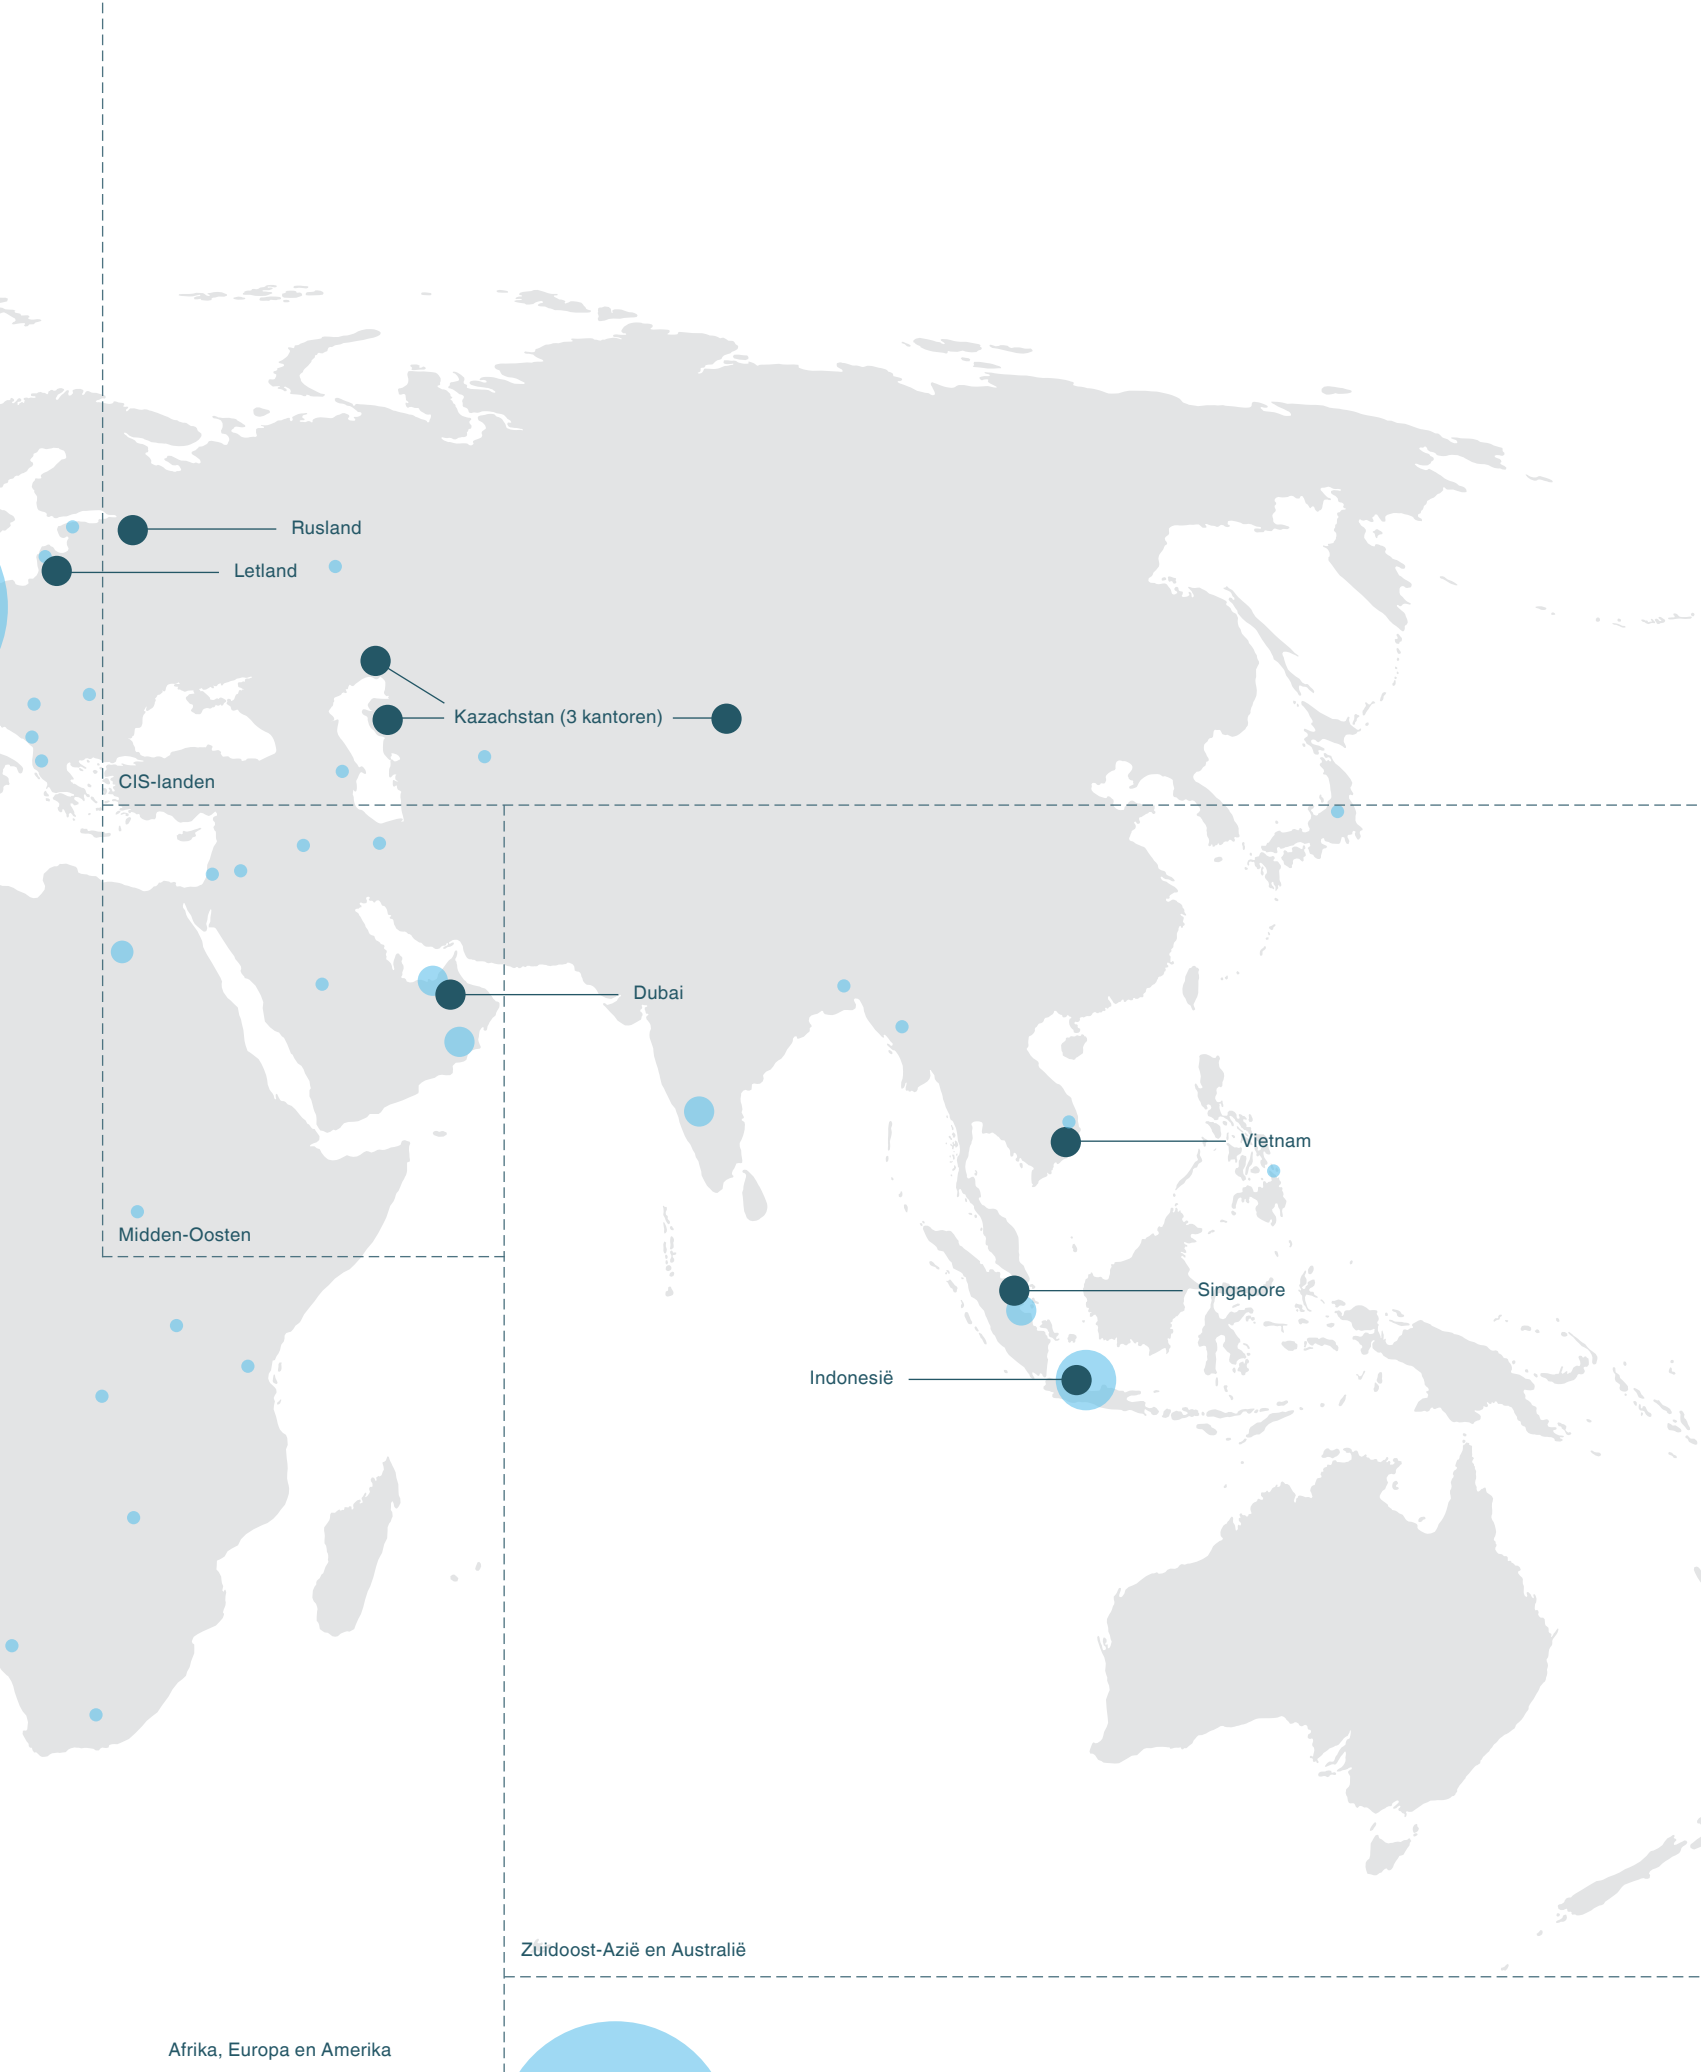 Rusland
Letland
Kazachstan (3 kantoren)
CIS-landen
Dubai
Vietnam
Midden-Oosten
Singapore
Indonesië
Zuidoost-Azië en Australië
Afrika, Europa en Amerika